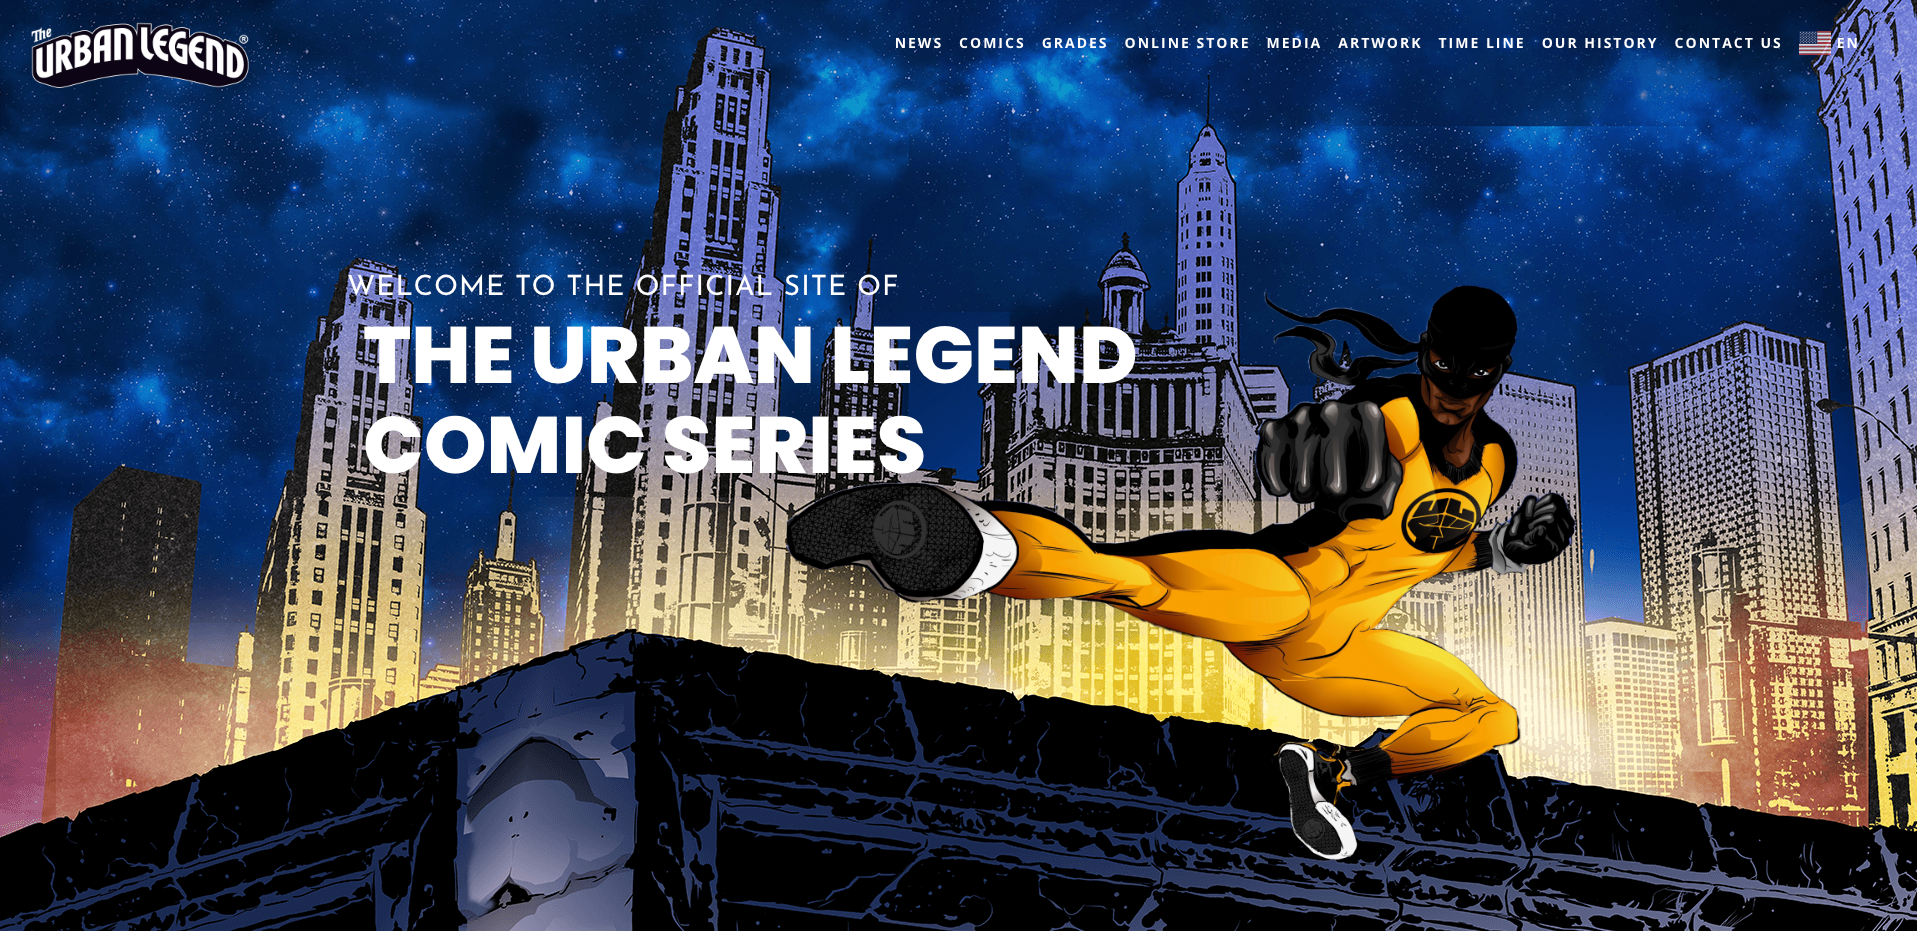 The
URBAN LEGEND®
NEWS COMICS GRADES ONLINE STORE MEDIA ARTWORK TIME LINE OUR HISTORY CONTACT US EN
WELCOME TO THE OFFICIAL SITE OF
THE URBAN LEGEND
COMIC SERIES
UL